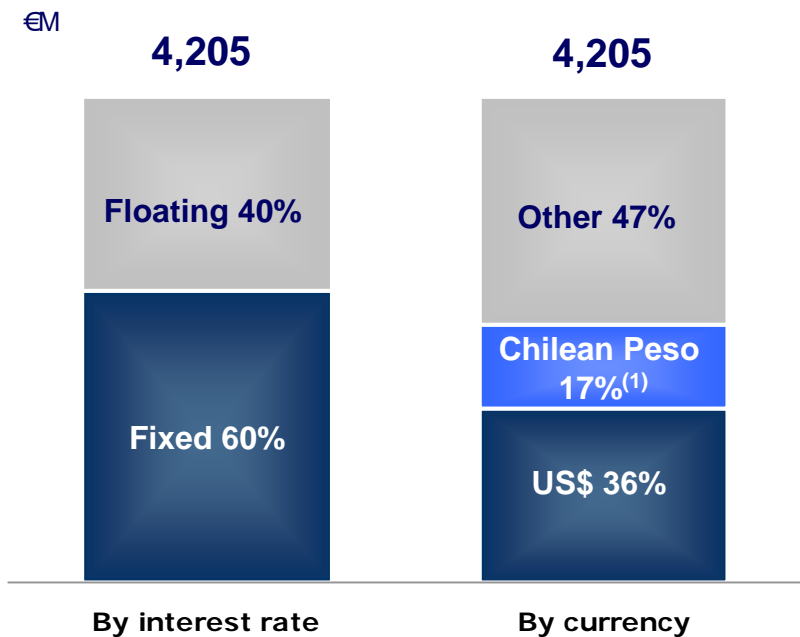 €M
4,205
4,205
Floating 40%
Other 47%
Chilean Peso
17%(1)
Fixed 60%
US$ 36%
By interest rate
By currency